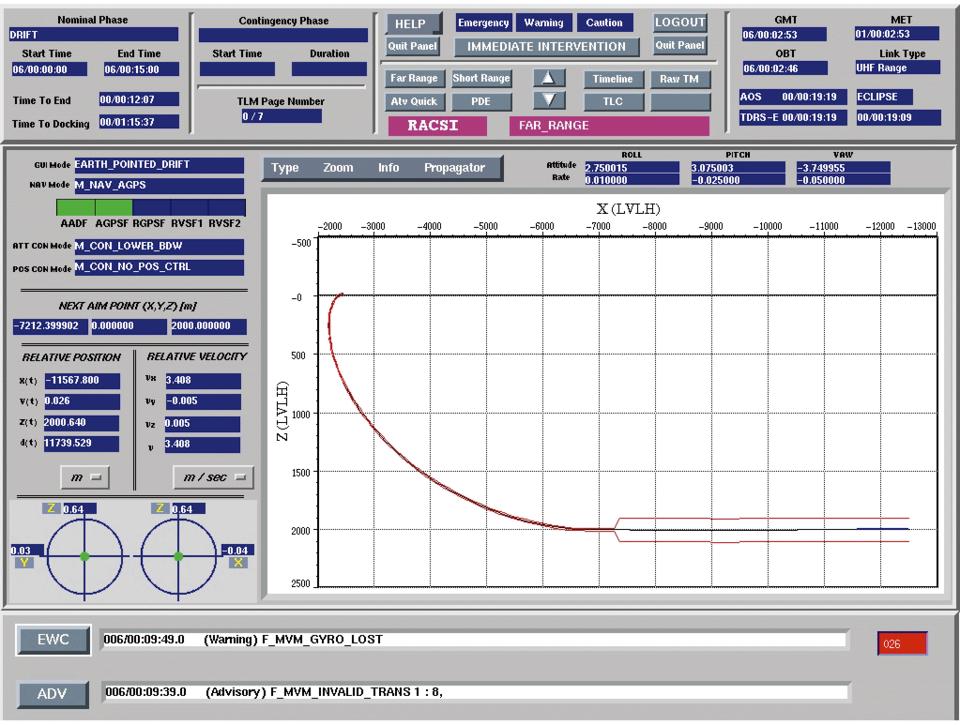 Nominal Phase
DRIFT
Start Time End Time
06/00:00:00 06/00:15:00
Time To End 00/00:12:07
Time To Docking 00/01:15:37
Contingency Phase
Start Time Duration
TLM Page Number
0 / 7
HELP Emergency Warning Caution LOGOUT
Quit Panel IMMEDIATE INTERVENTION Quit Panel
Far Range Short Range Timeline Raw TM
Atv Quick PDE TLC
RACSI FAR_RANGE
GMT MET
06/00:02:53 01/00:02:53
OBT Link Type
06/00:02:46 UHF Range
AOS 00/00:19:19 ECLIPSE
TDRS-E 00/00:19:19 00/00:19:09
GUI Mode EARTH_POINTED_DRIFT
NAV Mode M_NAV_AGPS
AADF AGPSF RGPSF RVSF1 RVSF2
ATT CON Mode M_CON_LOWER_BDW
POS CON Mode M_CON_NO_POS_CTRL
NEXT AIM POINT (X,Y,Z) [m]
-7212.399902 0.000000 2000.000000
RELATIVE POSITION RELATIVE VELOCITY
X(t) -11567.800 Vx 3.408
Y(t) 0.026 Vy -0.005
Z(t) 2000.640 Vz 0.005
d(t) 11739.529 V 3.408
m m / sec
Z 0.64 Z 0.64
0.03 -0.04
Y X
Type Zoom Info Propagator
ROLL PITCH YAW
Attitude 2.750015 3.075003 -3.749955
Rate 0.010000 -0.025000 -0.050000
X (LVLH)
-2000 -3000 -4000 -5000 -6000 -7000 -8000 -9000 -10000 -11000 -12000 -13000
-500
-0
500
1000
1500
2000
2500
Z (LVLH)
EWC 006/00:09:49.0 (Warning) F_MVM_GYRO_LOST 026
ADV 006/00:09:39.0 (Advisory) F_MVM_INVALID_TRANS 1 : 8,